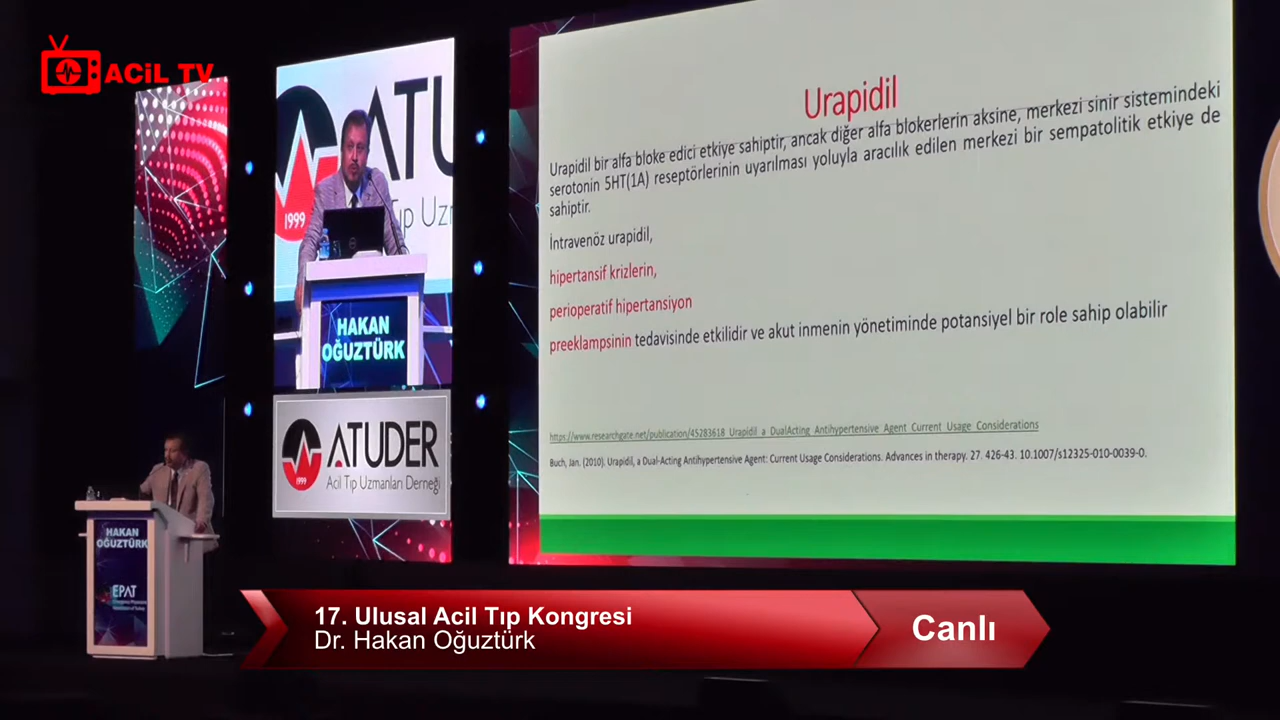 ACİL TV
ATU
1999
Tıp Uzm
HAKAN
OĞUZTÜRK
1999
ATUDER
Acil Tıp Uzmanları Derneği
HAKAN
OĞUZTÜRK
EPAT
Urapidil
Urapidil bir alfa bloke edici etkiye sahiptir, ancak diğer alfa blokerlerin aksine, merkezi sinir sistemindeki
serotonin 5HT(1A) reseptörlerinin uyarılması yoluyla aracılık edilen merkezi bir sempatolitik etkiye de
sahiptir.
İntravenöz urapidil,
hipertansif krizlerin,
perioperatif hipertansiyon
preeklampsinin tedavisinde etkilidir ve akut inmenin yönetiminde potansiyel bir role sahip olabilir
https://www.researchgate.net/publication/45283618_Urapidil_a_DualActing_Antihypertensive_Agent_Current_Usage_Considerations
Buch, Jan. (2010). Urapidil, a Dual-Acting Antihypertensive Agent: Current Usage Considerations. Advances in therapy. 27. 426-43. 10.1007/s12325-010-0039-0.
17. Ulusal Acil Tıp Kongresi
Dr. Hakan Oğuztürk
Canlı